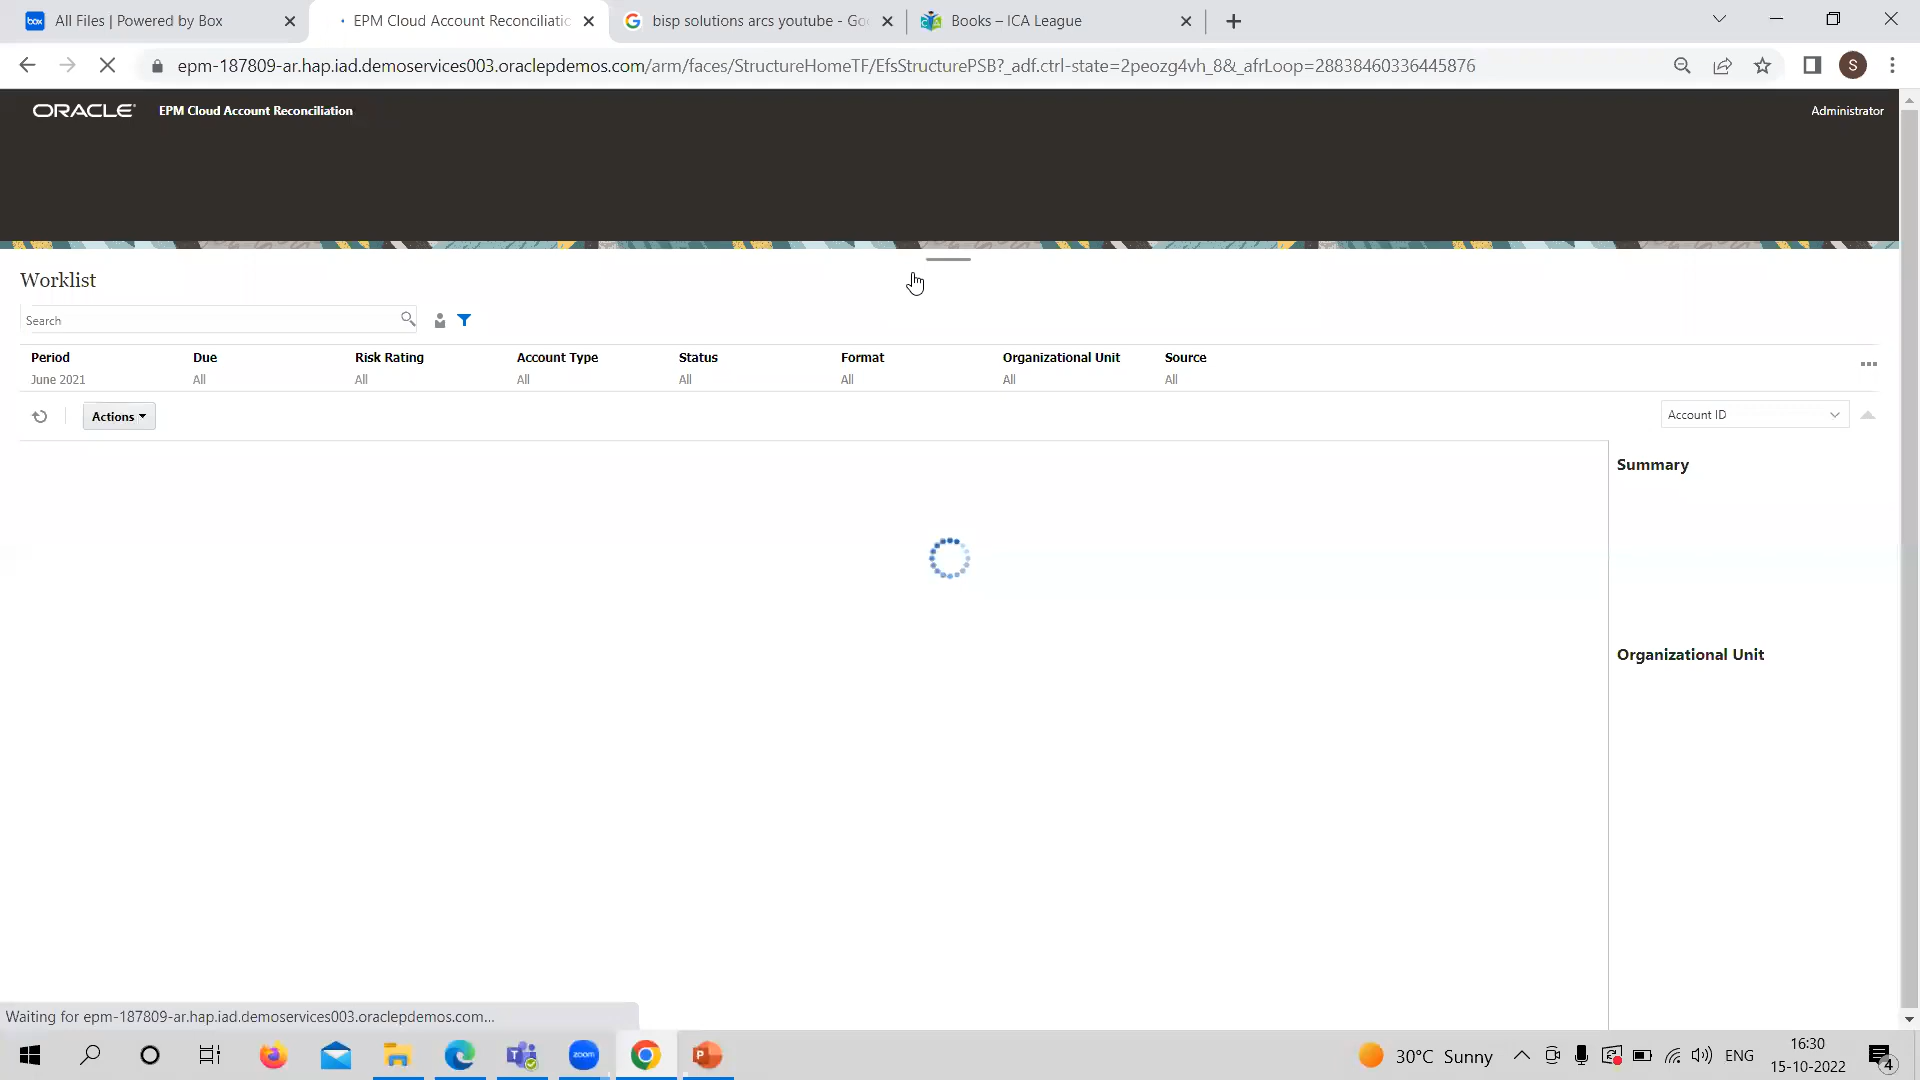 All Files | Powered by Box
EPM Cloud Account Reconciliatic
bisp solutions arcs youtube - Go
Books – ICA League
epm-187809-ar.hap.iad.demoservices003.oraclepdemos.com/arm/faces/StructureHomeTF/EfsStructurePSB?_adf.ctrl-state=2peozg4vh_8&_afrLoop=28838460336445876
S
ORACLE EPM Cloud Account Reconciliation
Administrator
Worklist
Search
Period Due Risk Rating Account Type Status Format Organizational Unit Source
June 2021 All All All All All All All
Actions
Account ID
Summary
Organizational Unit
Waiting for epm-187809-ar.hap.iad.demoservices003.oraclepdemos.com...
box
zoom
30°C Sunny
ENG
16:30
15-10-2022
4